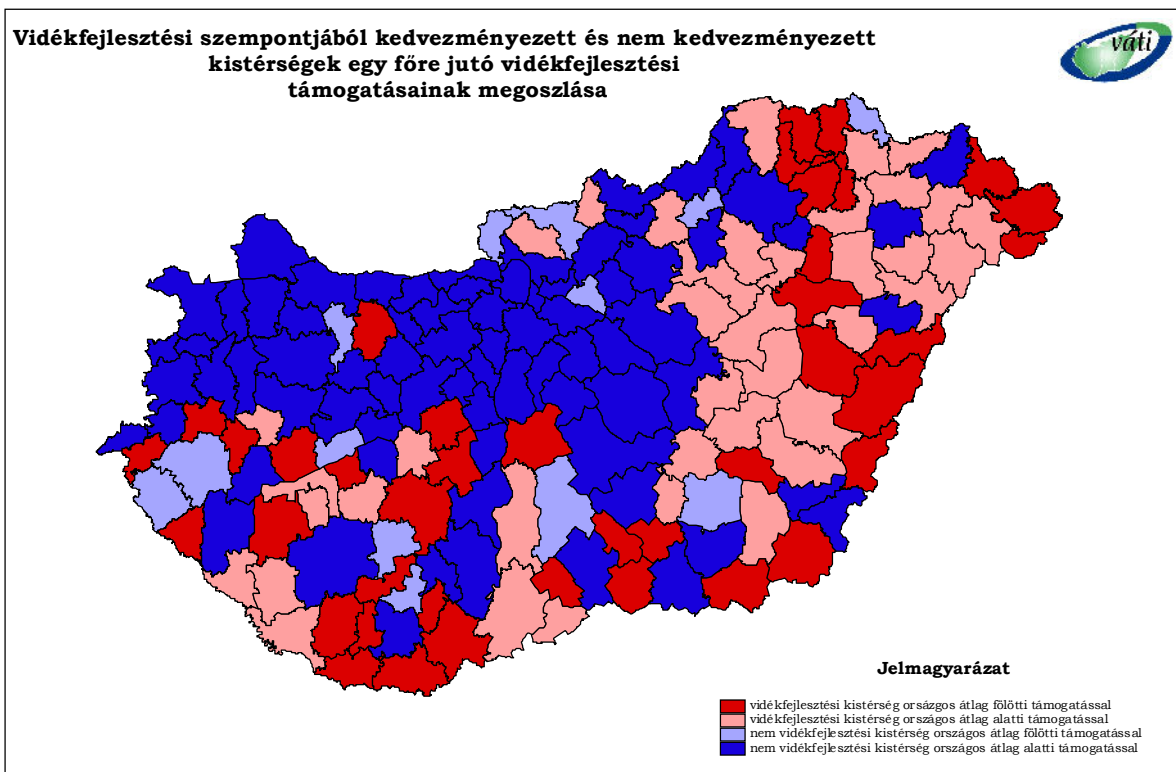 Vidékfejlesztési szempontjából kedvezményezett és nem kedvezményezett
kistérségek egy főre jutó vidékfejlesztési
támogatásainak megoszlása
váti
Jelmagyarázat
vidékfejlesztési kistérség orsázgos átlag fölötti támogatással
vidékfejlesztési kistérség országos átlag alatti támogatással
nem vidékfejlesztési kistérség országos átlag fölötti támogatással
nem vidékfejlesztési kistérség országos átlag alatti támogatással